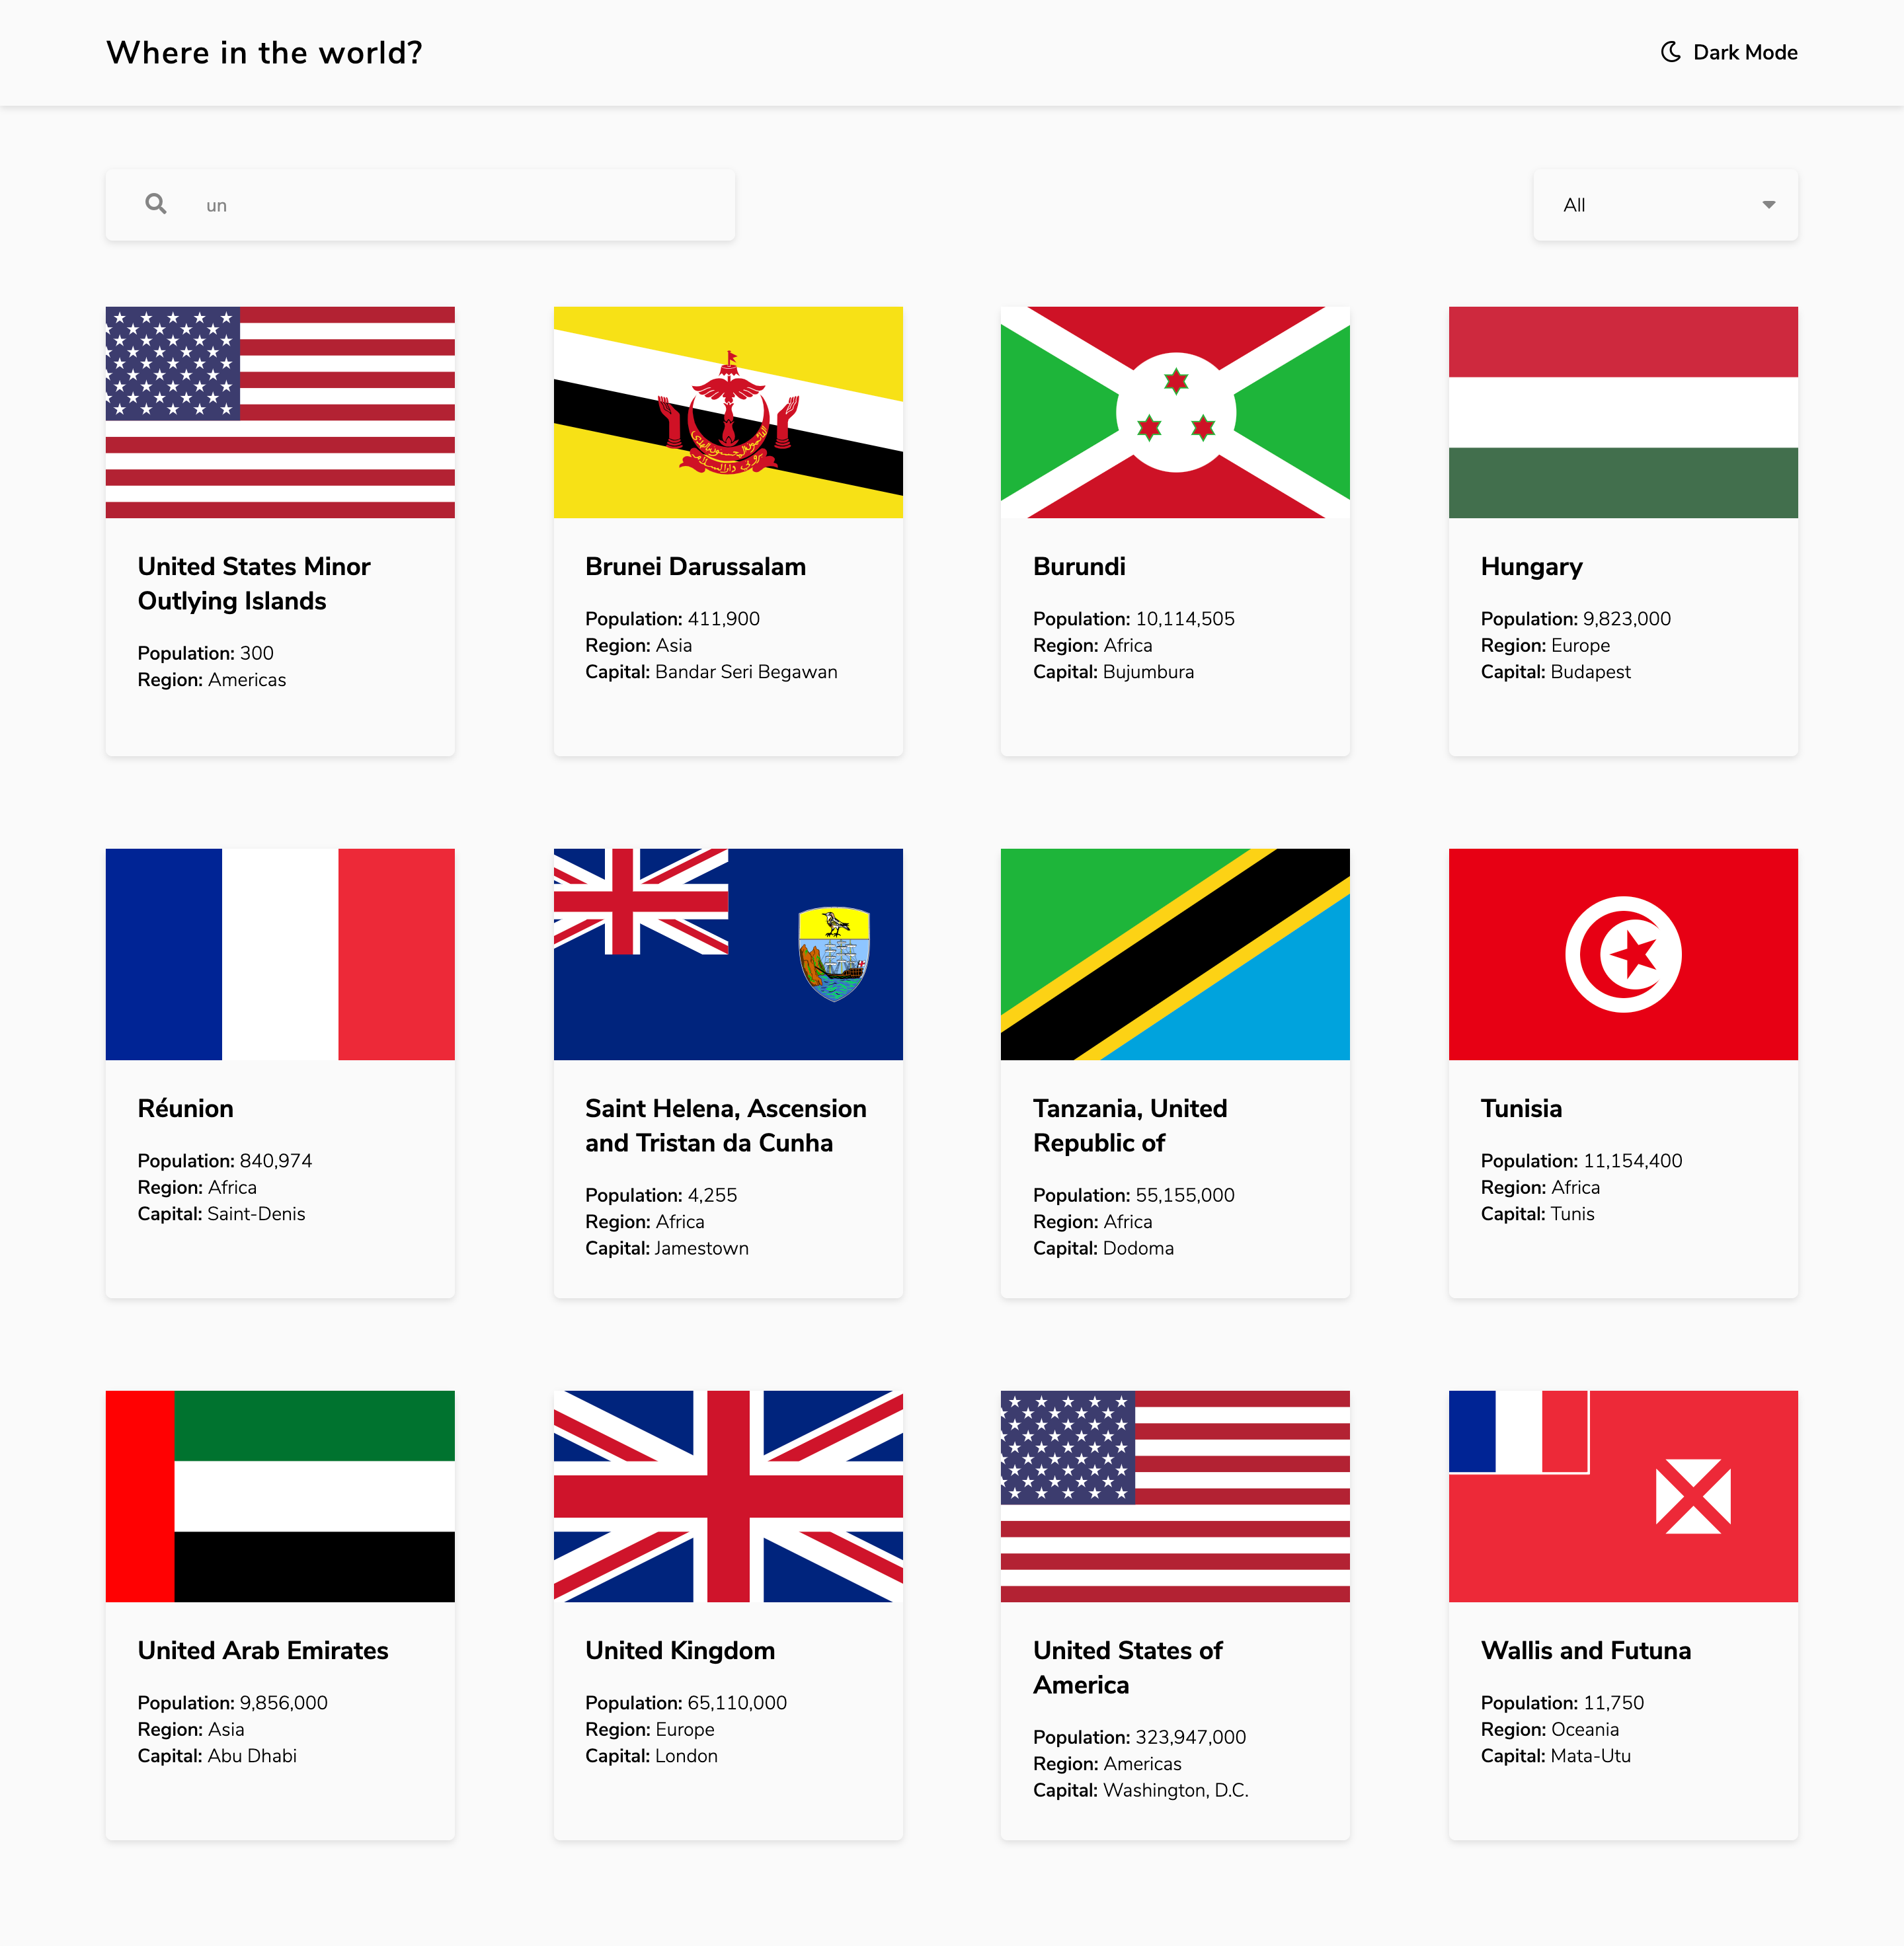 Where in the world?
Dark Mode
un
All
United States Minor
Outlying Islands
Population: 300
Region: Americas
Brunei Darussalam
Population: 411,900
Region: Asia
Capital: Bandar Seri Begawan
Burundi
Population: 10,114,505
Region: Africa
Capital: Bujumbura
Hungary
Population: 9,823,000
Region: Europe
Capital: Budapest
Réunion
Population: 840,974
Region: Africa
Capital: Saint-Denis
Saint Helena, Ascension
and Tristan da Cunha
Population: 4,255
Region: Africa
Capital: Jamestown
Tanzania, United
Republic of
Population: 55,155,000
Region: Africa
Capital: Dodoma
Tunisia
Population: 11,154,400
Region: Africa
Capital: Tunis
United Arab Emirates
Population: 9,856,000
Region: Asia
Capital: Abu Dhabi
United Kingdom
Population: 65,110,000
Region: Europe
Capital: London
United States of
America
Population: 323,947,000
Region: Americas
Capital: Washington, D.C.
Wallis and Futuna
Population: 11,750
Region: Oceania
Capital: Mata-Utu